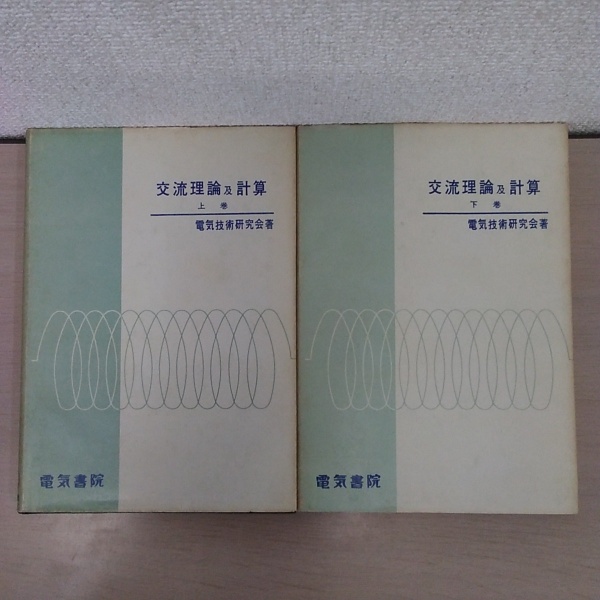 交流理論及計算
上巻
電気技術研究会著
電気書院
交流理論及計算
下巻
電気技術研究会著
電気書院